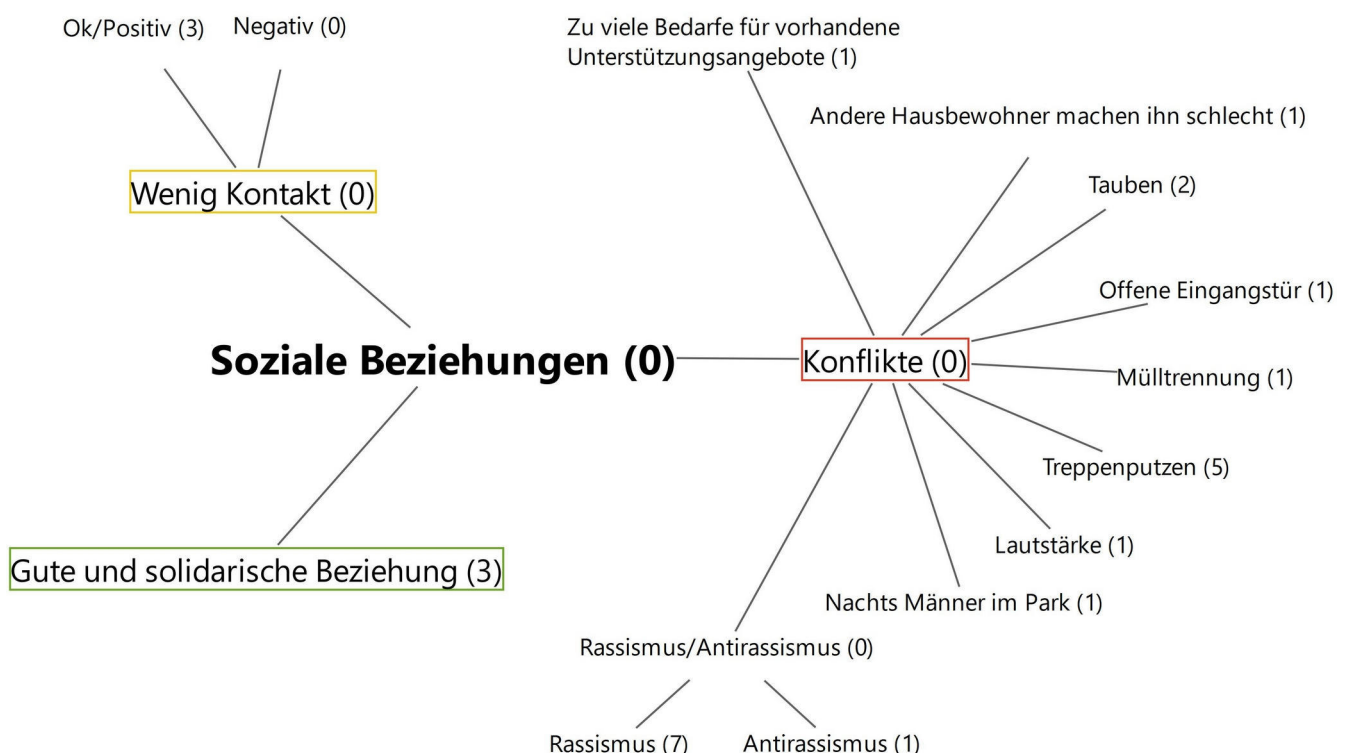 Ok/Positiv (3)
Negativ (0)
Zu viele Bedarfe für vorhandene
Unterstützungsangebote (1)
Andere Hausbewohner machen ihn schlecht (1)
Wenig Kontakt (0)
Tauben (2)
Offene Eingangstür (1)
Soziale Beziehungen (0)
Konflikte (0)
Mülltrennung (1)
Treppenputzen (5)
Lautstärke (1)
Gute und solidarische Beziehung (3)
Nachts Männer im Park (1)
Rassismus/Antirassismus (0)
Rassismus (7)
Antirassismus (1)